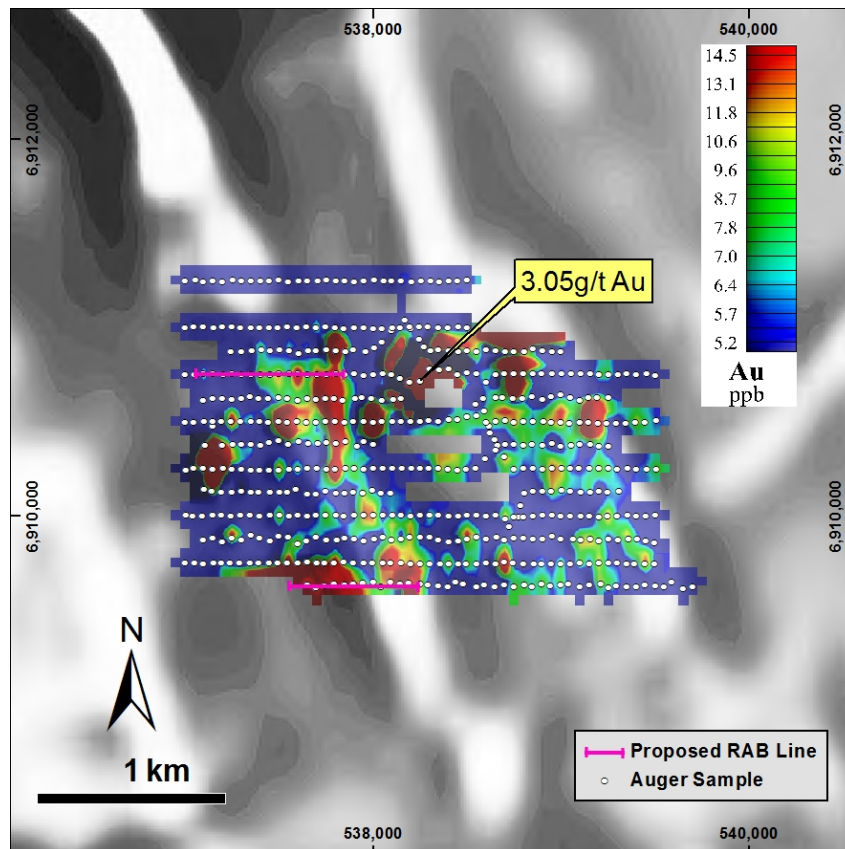 538,000
540,000
6,912,000
6,912,000
14.5
13.1
11.8
10.6
9.6
8.7
7.8
7.0
6.4
5.7
5.2
Au
ppb
3.05g/t Au
6,910,000
6,910,000
N
1 km
Proposed RAB Line
Auger Sample
538,000
540,000